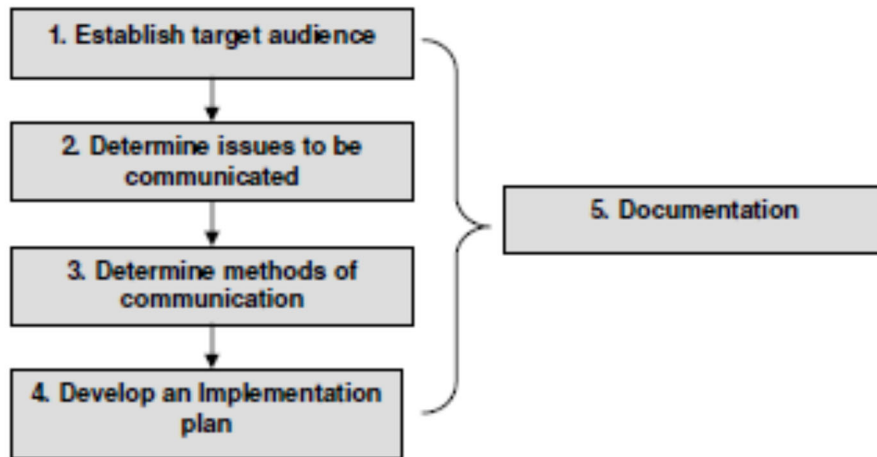 1. Establish target audience
2. Determine issues to be
communicated
3. Determine methods of
communication
4. Develop an Implementation
plan
5. Documentation